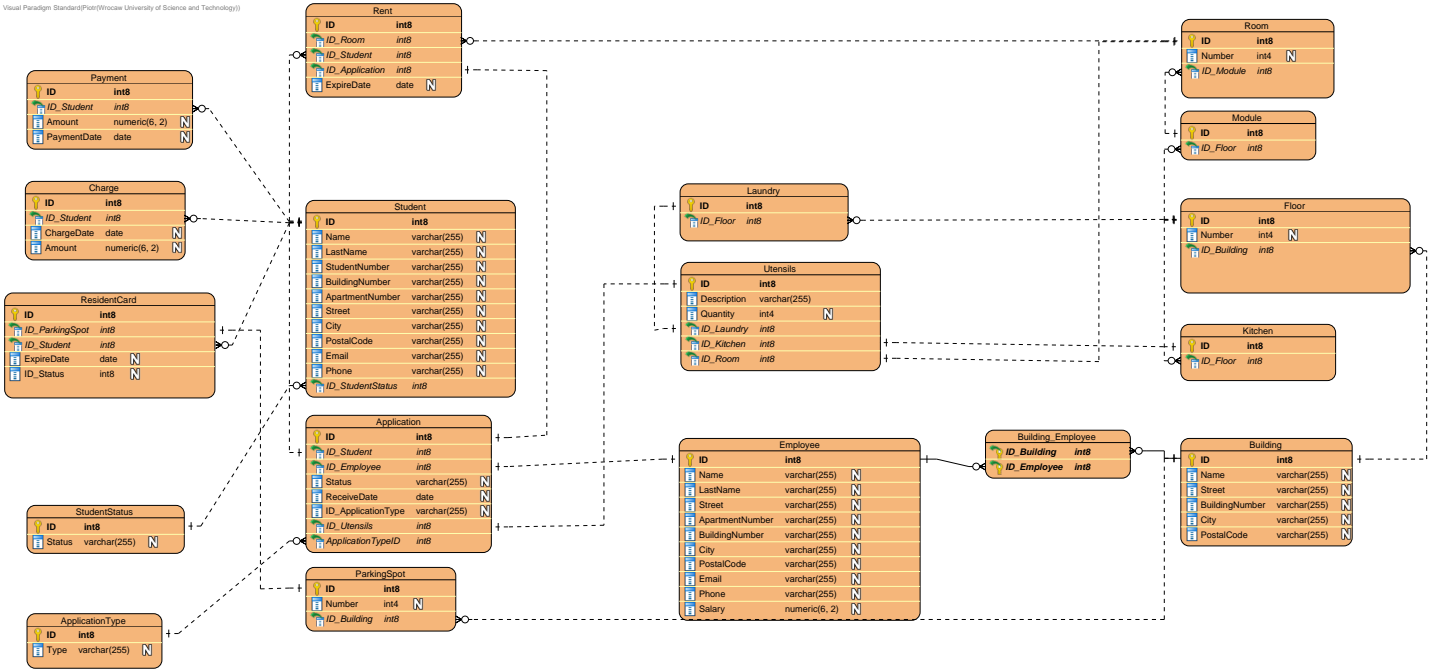 Visual Paradigm Standard(Piotr(Wrocaw University of Science and Technology))
Rent
ID int8
ID_Room int8
ID_Student int8
ID_Application int8
ExpireDate date N
Room
ID int8
Number int4 N
ID_Module int8
Payment
ID int8
ID_Student int8
Amount numeric(6, 2) N
PaymentDate date N
Module
ID int8
ID_Floor int8
Charge
ID int8
ID_Student int8
ChargeDate date N
Amount numeric(6, 2) N
Student
ID int8
Name varchar(255) N
LastName varchar(255) N
StudentNumber varchar(255) N
BuildingNumber varchar(255) N
ApartmentNumber varchar(255) N
Street varchar(255) N
City varchar(255) N
PostalCode varchar(255) N
Email varchar(255) N
Phone varchar(255) N
ID_StudentStatus int8
Laundry
ID int8
ID_Floor int8
Floor
ID int8
Number int4 N
ID_Building int8
Utensils
ID int8
Description varchar(255)
Quantity int4 N
ID_Laundry int8
ID_Kitchen int8
ID_Room int8
ResidentCard
ID int8
ID_ParkingSpot int8
ID_Student int8
ExpireDate date N
ID_Status int8 N
Kitchen
ID int8
ID_Floor int8
Application
ID int8
ID_Student int8
ID_Employee int8
Status varchar(255) N
ReceiveDate date N
ID_ApplicationType varchar(255) N
ID_Utensils int8
ApplicationTypeID int8
Employee
ID int8
Name varchar(255) N
LastName varchar(255) N
Street varchar(255) N
ApartmentNumber varchar(255) N
BuildingNumber varchar(255) N
City varchar(255) N
PostalCode varchar(255) N
Email varchar(255) N
Phone varchar(255) N
Salary numeric(6, 2) N
Building_Employee
ID_Building int8
ID_Employee int8
Building
ID int8
Name varchar(255) N
Street varchar(255) N
BuildingNumber varchar(255) N
City varchar(255) N
PostalCode varchar(255) N
StudentStatus
ID int8
Status varchar(255) N
ParkingSpot
ID int8
Number int4 N
ID_Building int8
ApplicationType
ID int8
Type varchar(255) N